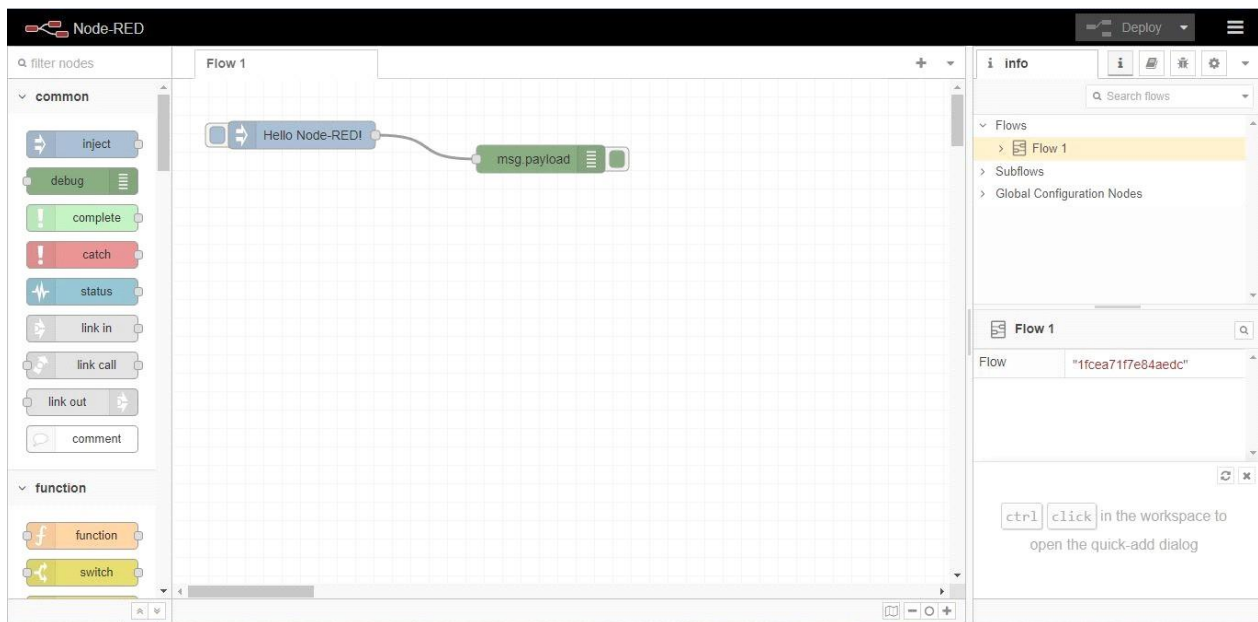 Node-RED
Deploy
filter nodes
Flow 1
i info
i
Search flows
common
inject
debug
complete
catch
status
link in
link call
link out
comment
function
function
switch
Hello Node-RED!
msg.payload
Flows
Flow 1
Subflows
Global Configuration Nodes
Flow 1
Flow "1fcea71f7e84aedc"
ctrl click in the workspace to
open the quick-add dialog